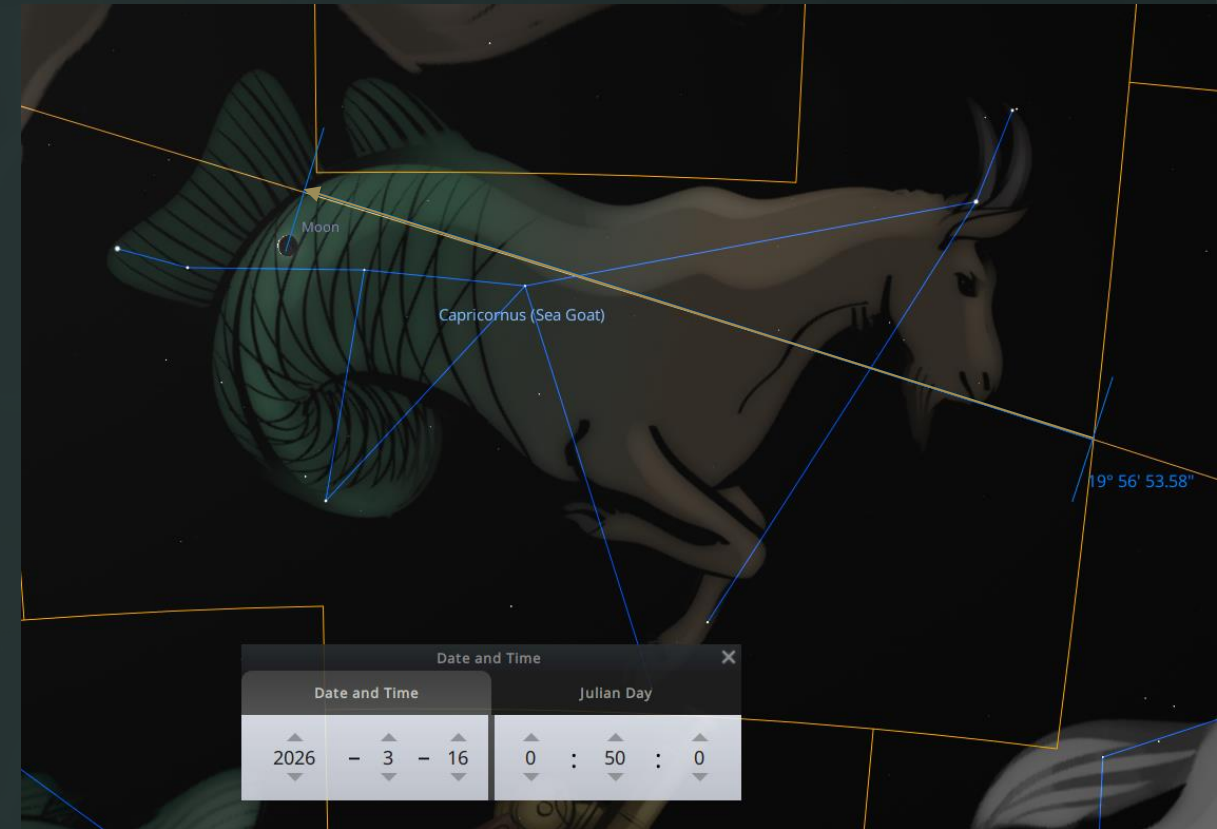 Moon
Capricornus (Sea Goat)
19° 56' 53.58"
Date and Time
Date and Time Julian Day
2026 – 3 – 16 0 : 50 : 0